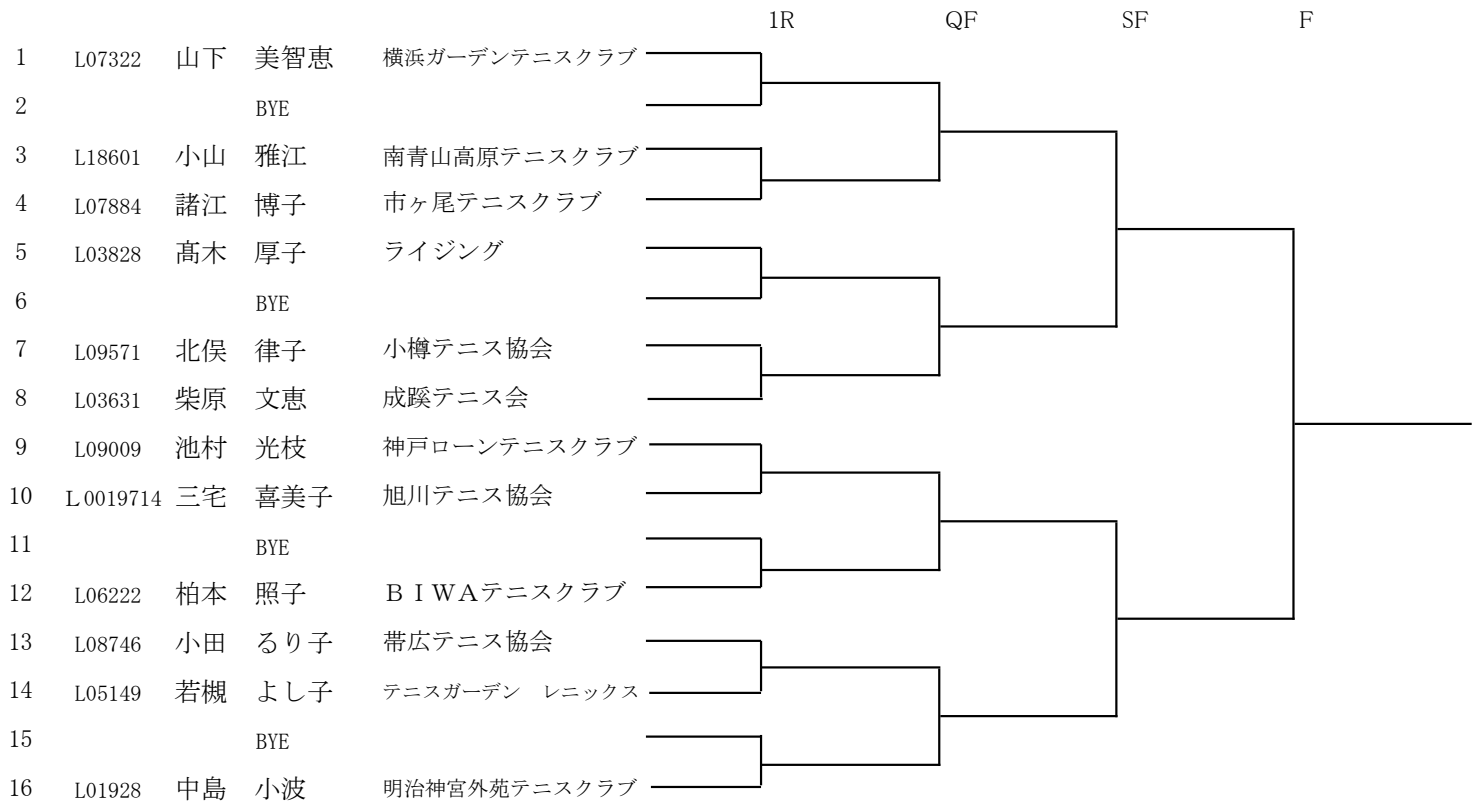 1R QF SF F
1 L07322 山下 美智恵 横浜ガーデンテニスクラブ
2 BYE
3 L18601 小山 雅江 南青山高原テニスクラブ
4 L07884 諸江 博子 市ヶ尾テニスクラブ
5 L03828 髙木 厚子 ライジング
6 BYE
7 L09571 北俣 律子 小樽テニス協会
8 L03631 柴原 文恵 成蹊テニス会
9 L09009 池村 光枝 神戸ローンテニスクラブ
10 L0019714 三宅 喜美子 旭川テニス協会
11 BYE
12 L06222 柏本 照子 BIWAテニスクラブ
13 L08746 小田 るり子 帯広テニス協会
14 L05149 若槻 よし子 テニスガーデン レニックス
15 BYE
16 L01928 中島 小波 明治神宮外苑テニスクラブ